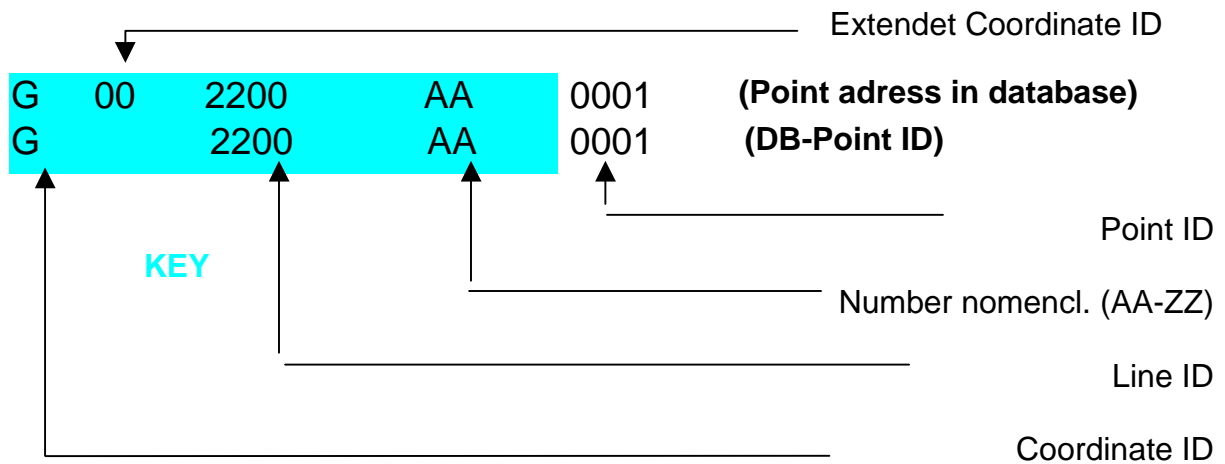 Extendet Coordinate ID
G 00 2200 AA 0001 (Point adress in database)
G 2200 AA 0001 (DB-Point ID)
Point ID
KEY
Number nomencl. (AA-ZZ)
Line ID
Coordinate ID